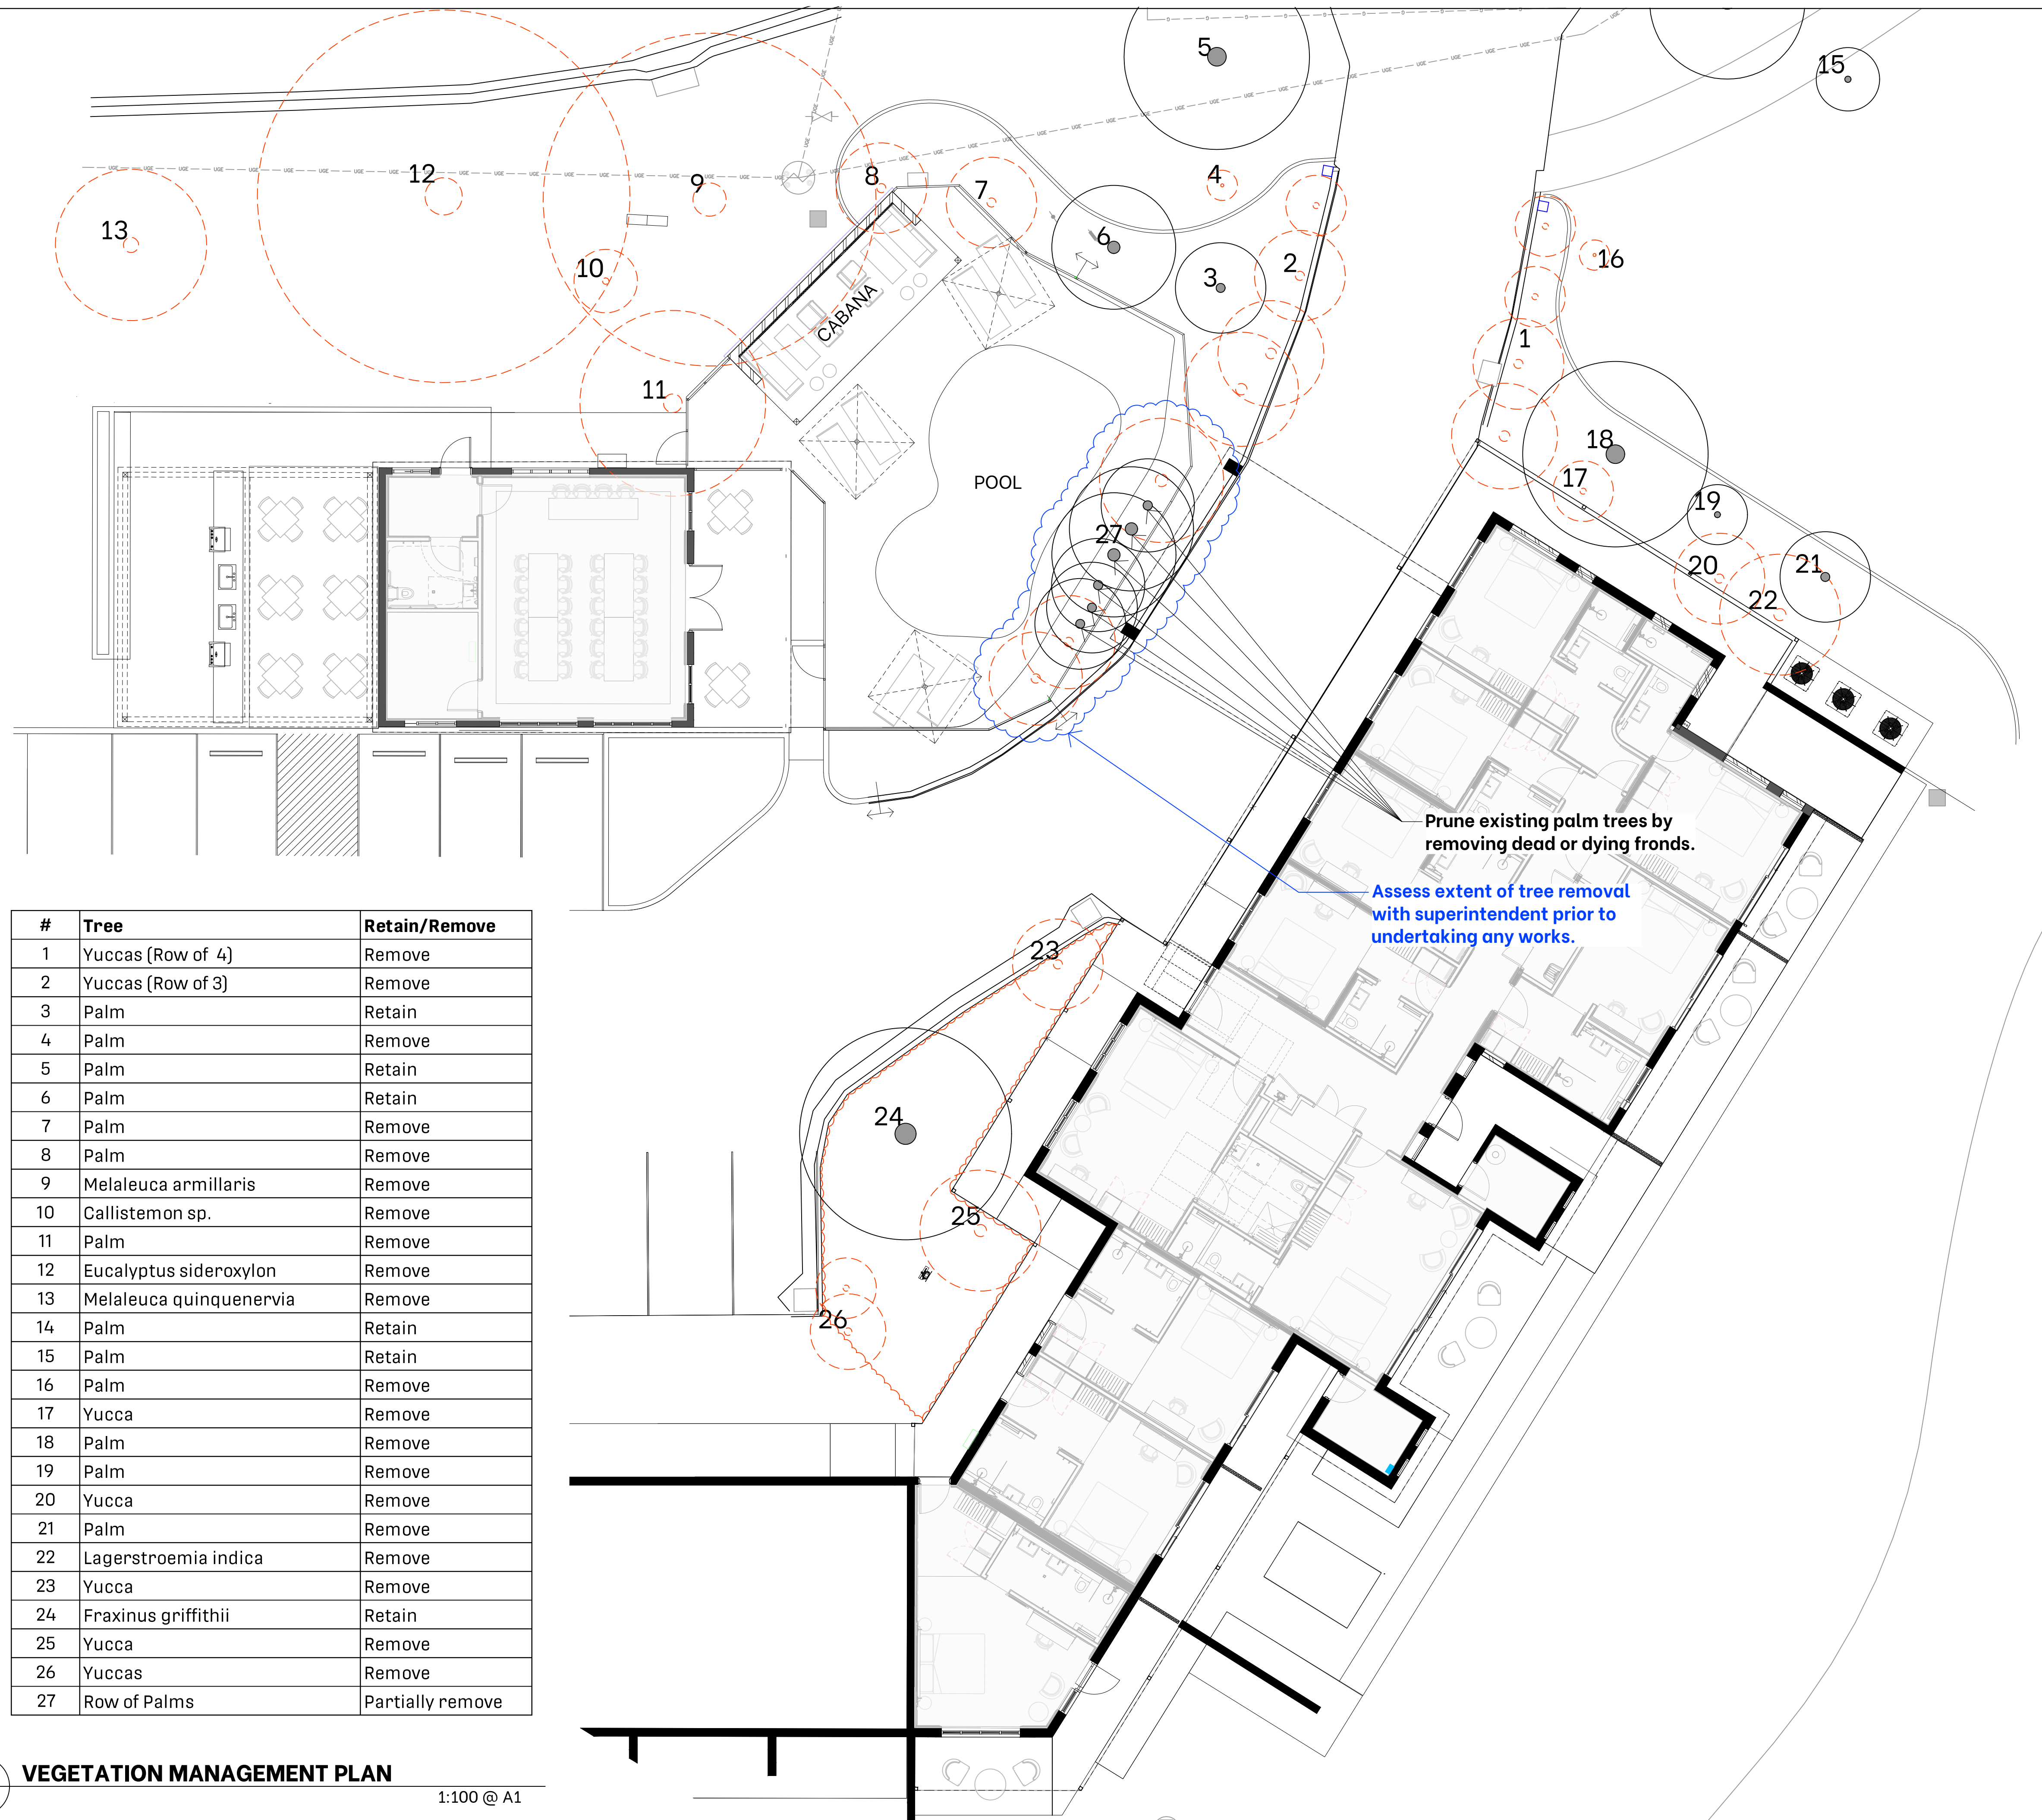 5
15
12
9
8
7
4
13
6
16
10
3
2
CABANA
1
11
18
17
POOL
19
27
20
21
22
Prune existing palm trees by
removing dead or dying fronds.
Assess extent of tree removal
with superintendent prior to
undertaking any works.
23
24
25
26
# Tree Retain/Remove
1 Yuccas (Row of 4) Remove
2 Yuccas (Row of 3) Remove
3 Palm Retain
4 Palm Remove
5 Palm Retain
6 Palm Retain
7 Palm Remove
8 Palm Remove
9 Melaleuca armillaris Remove
10 Callistemon sp. Remove
11 Palm Remove
12 Eucalyptus sideroxylon Remove
13 Melaleuca quinquenervia Remove
14 Palm Retain
15 Palm Retain
16 Palm Remove
17 Yucca Remove
18 Palm Remove
19 Palm Remove
20 Yucca Remove
21 Palm Remove
22 Lagerstroemia indica Remove
23 Yucca Remove
24 Fraxinus griffithii Retain
25 Yucca Remove
26 Yuccas Remove
27 Row of Palms Partially remove
VEGETATION MANAGEMENT PLAN
1:100 @ A1